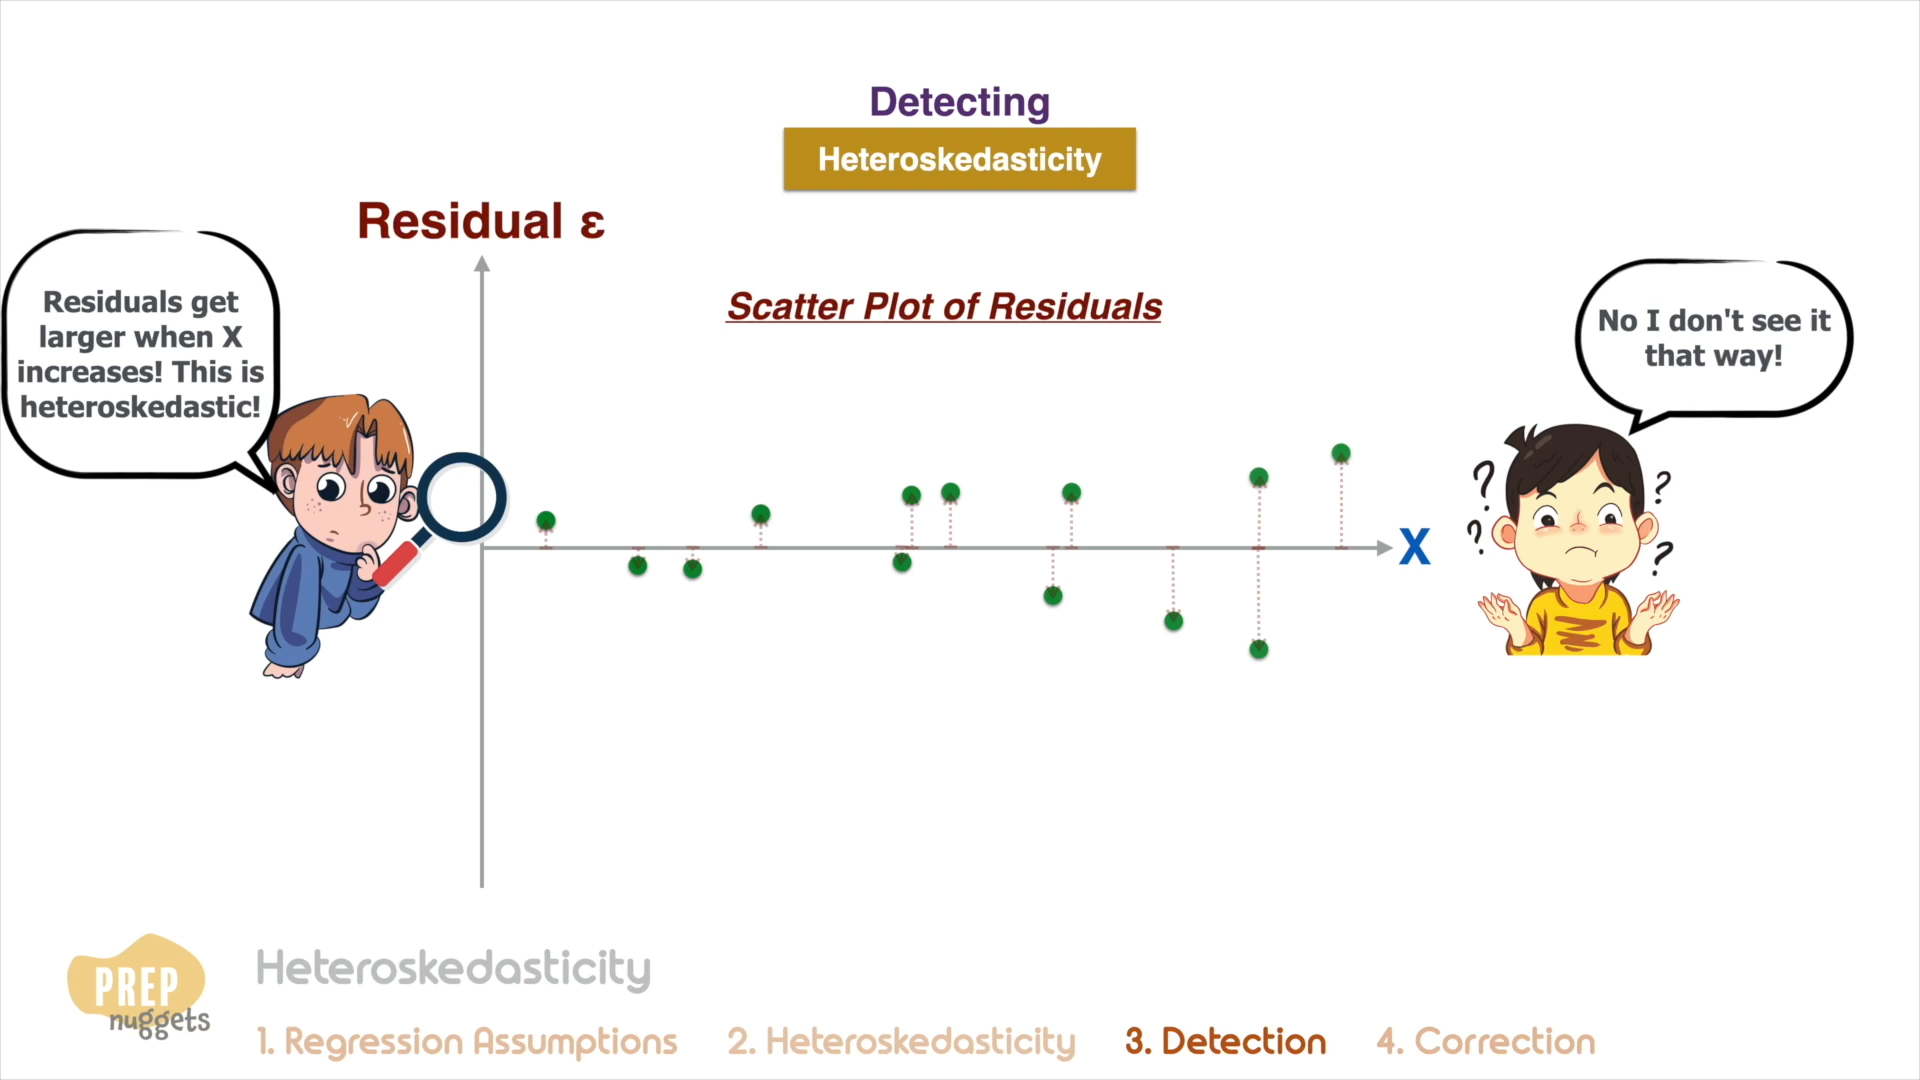 Detecting
Heteroskedasticity
Residual ε
Scatter Plot of Residuals
Residuals get
larger when X
increases! This is
heteroskedastic!
No I don't see it
that way!
? ? ? ?
X
PREP
nuggets
Heteroskedasticity
1. Regression Assumptions 2. Heteroskedasticity 3. Detection 4. Correction